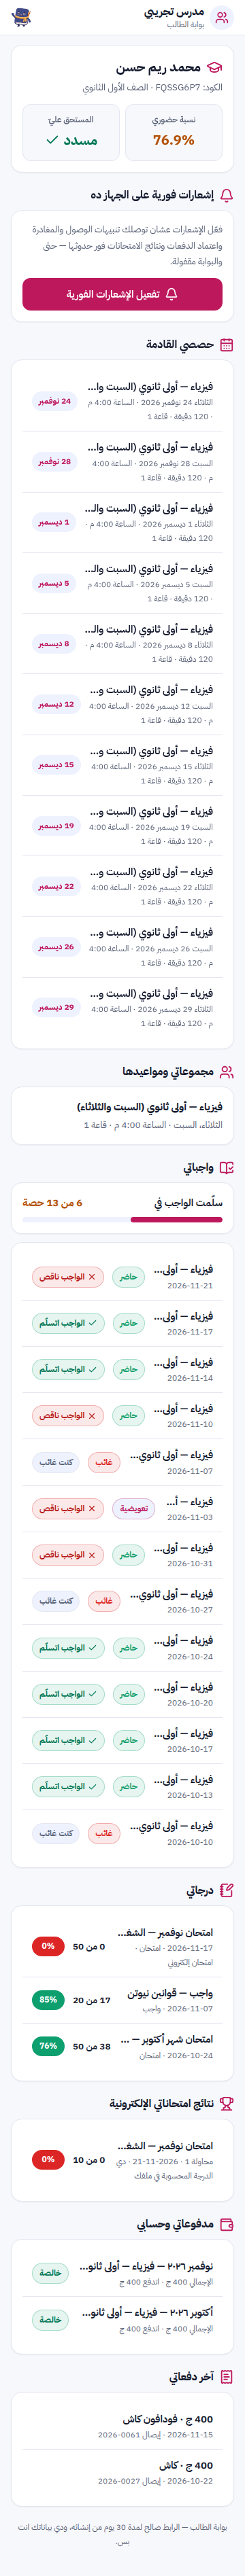 مدرس تجريبي
بوابة الطالب
محمد ريم حسن
الكود: FQSSG6P7 · الصف الأول الثانوي
نسبة حضوري
76.9%
المستحق عليّ
مسدد
إشعارات فورية على الجهاز ده
فعّل الإشعارات عشان توصلك تنبيهات الوصول والمغادرة
واعتماد الدفعات ونتائج الامتحانات فور حدوثها — حتى
والبوابة مقفولة.
تفعيل الإشعارات الفورية
حصصي القادمة
فيزياء — أولى ثانوي (السبت وا...
الثلاثاء 24 نوفمبر 2026 · الساعة 4:00 م
· 120 دقيقة · قاعة 1
24 نوفمبر
فيزياء — أولى ثانوي (السبت وا...
السبت 28 نوفمبر 2026 · الساعة 4:00
م · 120 دقيقة · قاعة 1
28 نوفمبر
فيزياء — أولى ثانوي (السبت والـ...
الثلاثاء 1 ديسمبر 2026 · الساعة 4:00 م ·
120 دقيقة · قاعة 1
1 ديسمبر
فيزياء — أولى ثانوي (السبت والـ...
السبت 5 ديسمبر 2026 · الساعة 4:00 م
· 120 دقيقة · قاعة 1
5 ديسمبر
فيزياء — أولى ثانوي (السبت والـ...
الثلاثاء 8 ديسمبر 2026 · الساعة 4:00 م ·
120 دقيقة · قاعة 1
8 ديسمبر
فيزياء — أولى ثانوي (السبت و...
السبت 12 ديسمبر 2026 · الساعة 4:00
م · 120 دقيقة · قاعة 1
12 ديسمبر
فيزياء — أولى ثانوي (السبت و...
الثلاثاء 15 ديسمبر 2026 · الساعة 4:00
م · 120 دقيقة · قاعة 1
15 ديسمبر
فيزياء — أولى ثانوي (السبت و...
السبت 19 ديسمبر 2026 · الساعة 4:00
م · 120 دقيقة · قاعة 1
19 ديسمبر
فيزياء — أولى ثانوي (السبت و...
الثلاثاء 22 ديسمبر 2026 · الساعة 4:00
م · 120 دقيقة · قاعة 1
22 ديسمبر
فيزياء — أولى ثانوي (السبت و...
السبت 26 ديسمبر 2026 · الساعة 4:00
م · 120 دقيقة · قاعة 1
26 ديسمبر
فيزياء — أولى ثانوي (السبت و...
الثلاثاء 29 ديسمبر 2026 · الساعة 4:00
م · 120 دقيقة · قاعة 1
29 ديسمبر
مجموعاتي ومواعيدها
فيزياء — أولى ثانوي (السبت والثلاثاء)
الثلاثاء، السبت · الساعة 4:00 م · قاعة 1
واجباتي
سلّمت الواجب في
6 من 13 حصة
فيزياء — أولى...
2026-11-21
حاضر
الواجب ناقص
فيزياء — أولى...
2026-11-17
حاضر
الواجب اتسلّم
فيزياء — أولى...
2026-11-14
حاضر
الواجب اتسلّم
فيزياء — أولى...
2026-11-10
حاضر
الواجب ناقص
فيزياء — أولى ثانوي...
2026-11-07
غائب
كنت غائب
فيزياء — أ...
2026-11-03
تعويضية
الواجب ناقص
فيزياء — أولى...
2026-10-31
حاضر
الواجب ناقص
فيزياء — أولى ثانوي...
2026-10-27
غائب
كنت غائب
فيزياء — أولى...
2026-10-24
حاضر
الواجب اتسلّم
فيزياء — أولى...
2026-10-20
حاضر
الواجب اتسلّم
فيزياء — أولى...
2026-10-17
حاضر
الواجب اتسلّم
فيزياء — أولى...
2026-10-13
حاضر
الواجب اتسلّم
فيزياء — أولى ثانوي...
2026-10-10
غائب
كنت غائب
درجاتي
امتحان نوفمبر — الشغـ...
2026-11-17 · امتحان ·
امتحان إلكتروني
0 من 50
0%
واجب — قوانين نيوتن
2026-11-07 · واجب
17 من 20
85%
امتحان شهر أكتوبر — ...
2026-10-24 · امتحان
38 من 50
76%
نتائج امتحاناتي الإلكترونية
امتحان نوفمبر — الشغـ...
محاولة 1 · 2026-11-21 · دي
الدرجة المحسوبة في ملفك
0 من 10
0%
مدفوعاتي وحسابي
نوفمبر ٢٠٢٦ — فيزياء — أولى ثانو...
الإجمالي 400 ج · اتدفع 400 ج
خالصة
أكتوبر ٢٠٢٦ — فيزياء — أولى ثانو...
الإجمالي 400 ج · اتدفع 400 ج
خالصة
آخر دفعاتي
400 ج · فودافون كاش
2026-11-15 · إيصال 0061-2026
400 ج · كاش
2026-10-22 · إيصال 0027-2026
بوابة الطالب — الرابط صالح لمدة 30 يوم من إنشائه، ودي بياناتك انت
بس.